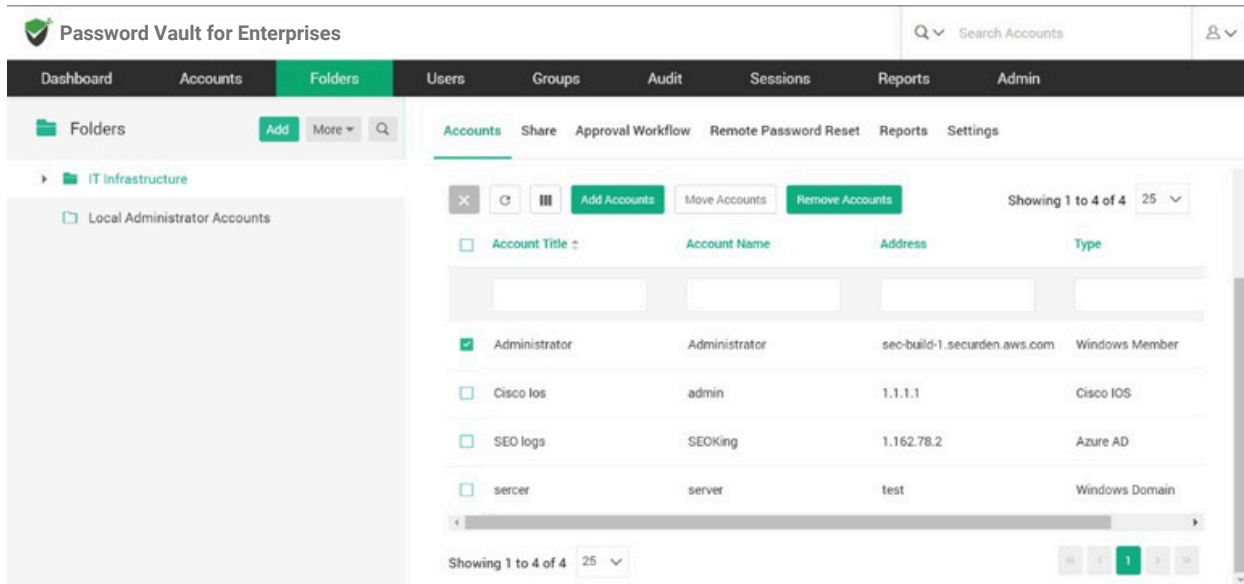 Password Vault for Enterprises
Search Accounts
Dashboard Accounts Folders Users Groups Audit Sessions Reports Admin
Folders Add More
Accounts Share Approval Workflow Remote Password Reset Reports Settings
IT Infrastructure
Local Administrator Accounts
Add Accounts Move Accounts Remove Accounts Showing 1 to 4 of 4 25
Account Title Account Name Address Type
Administrator Administrator sec-build-1.securden.aws.com Windows Member
Cisco Ios admin 1.1.1.1 Cisco IOS
SEO logs SEOKing 1.162.78.2 Azure AD
sercer server test Windows Domain
Showing 1 to 4 of 4 25 1